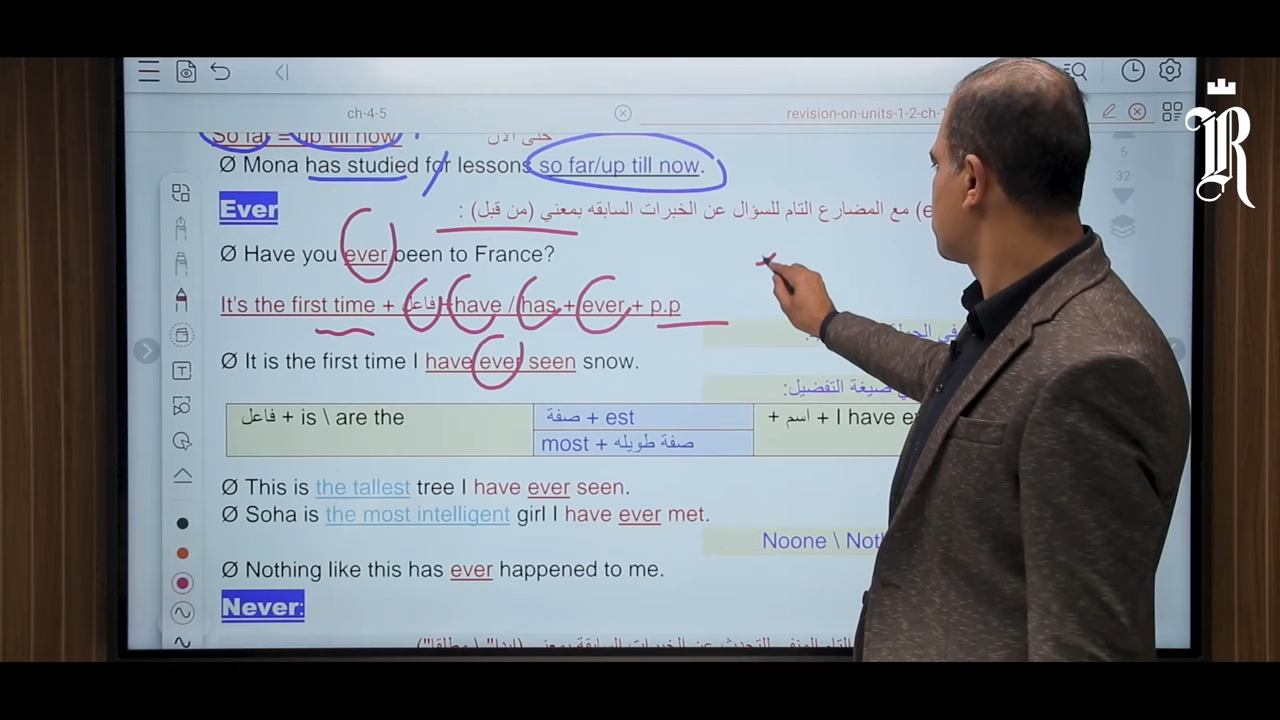 ch-4-5
revision-on-units-1-2-ch-1
So far = up till now حتى الآن
Ø Mona has studied for lessons so far/up till now.
5
32
Ever
مع المضارع التام للسؤال عن الخبرات السابقه بمعني (من قبل) :
Ø Have you ever been to France?
It's the first time + فاعل + have / has + ever + p.p
Ø It is the first time I have ever seen snow.
صيغة التفضيل:
فاعل + is \ are the
صفة + est
most + صفة طويله
+ اسم + I have
Ø This is the tallest tree I have ever seen.
Ø Soha is the most intelligent girl I have ever met.
Noone \
Ø Nothing like this has ever happened to me.
Never:
R